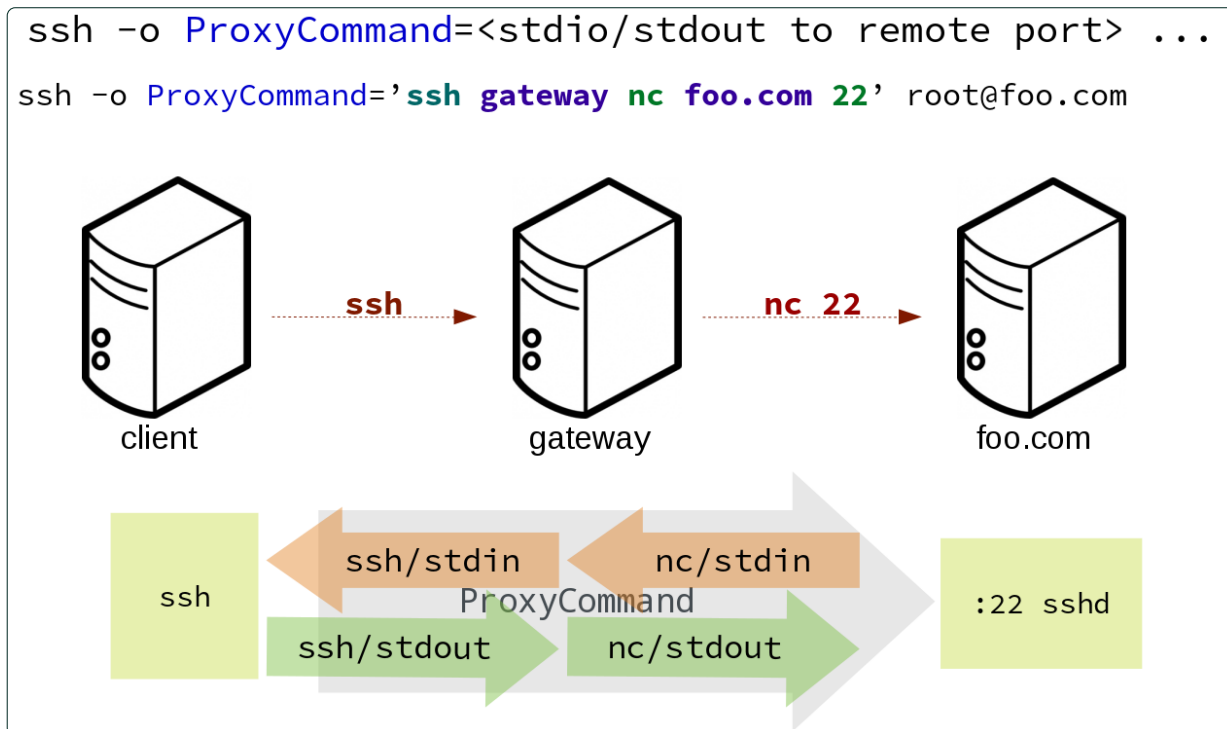 ssh -o ProxyCommand=<stdio/stdout to remote port> ...
ssh -o ProxyCommand=’ssh gateway nc foo.com 22’ root@foo.com
ssh
nc 22
client
gateway
foo.com
ssh/stdin
nc/stdin
ssh
ProxyCommand
:22 sshd
ssh/stdout
nc/stdout